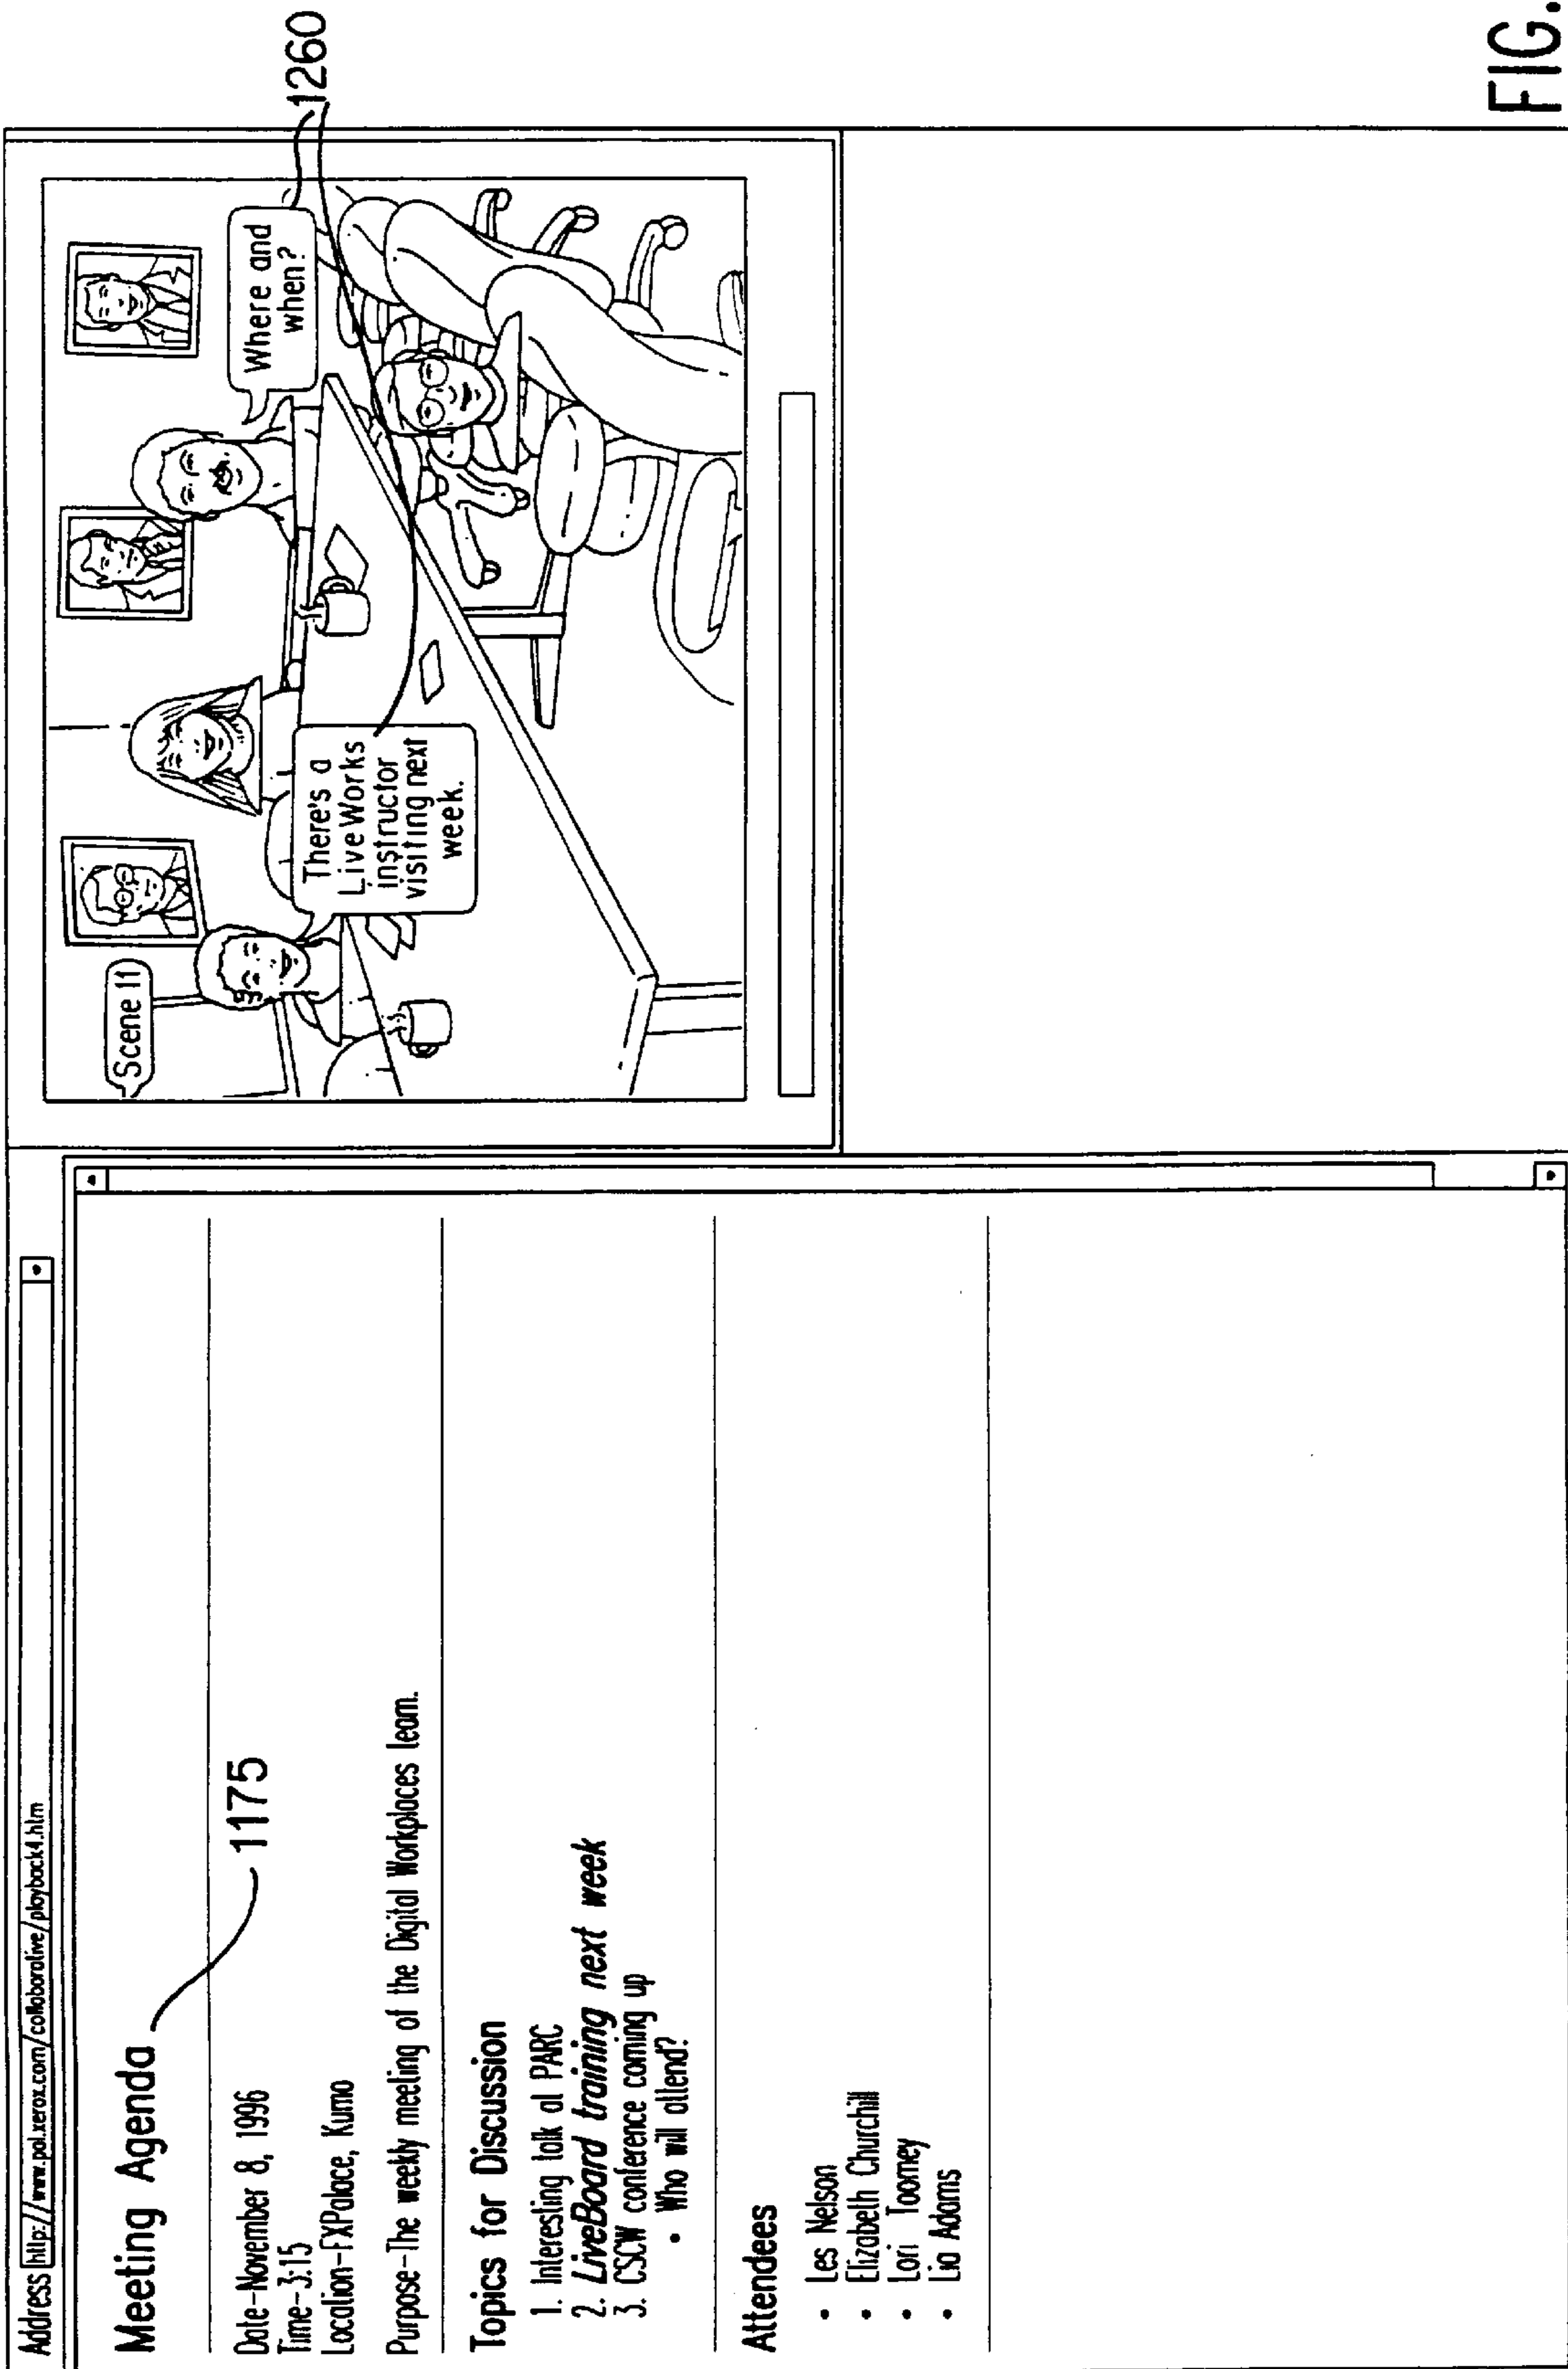 Address http://www.pal.xerox.com/collaborative/playback4.htm
Meeting Agenda
1175
Date-November 8, 1996
Time-3:15
Location-FXPalace, Kumo
Purpose-The weekly meeting of the Digital Workplaces team.
Topics for Discussion
1. Interesting talk at PARC
2. LiveBoard training next week
3. CSCW conference coming up
• Who will attend?
Attendees
• Les Nelson
• Elizabeth Churchill
• Lori Toomey
• Lia Adams
Scene 11
There's a
LiveWorks
instructor
visiting next
week.
Where and
when?
1260
FIG.